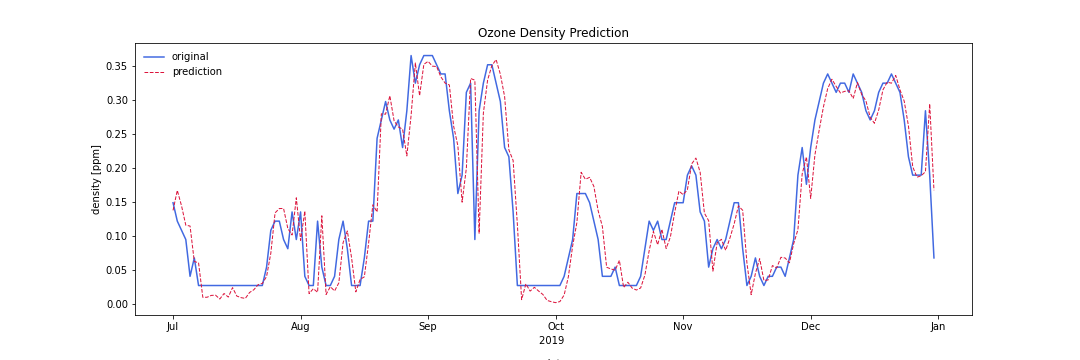 Ozone Density Prediction
original
prediction
0.35
0.30
0.25
0.20
0.15
0.10
0.05
0.00
density [ppm]
Jul
Aug
Sep
Oct
Nov
Dec
Jan
2019